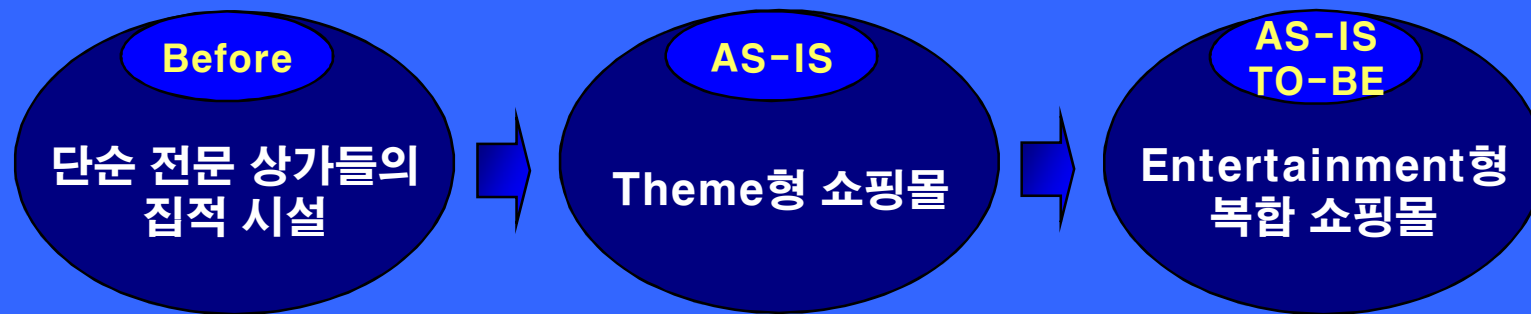 Before
단순 전문 상가들의
집적 시설
AS-IS
Theme형 쇼핑몰
AS-IS
TO-BE
Entertainment형
복합 쇼핑몰